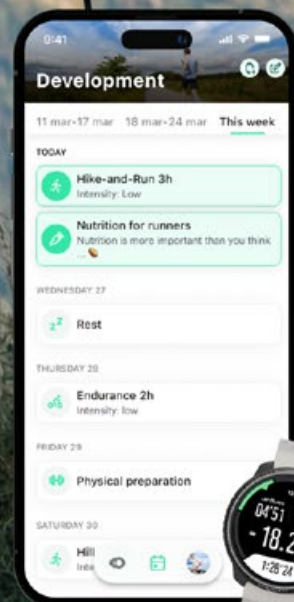 9:41
Development
11 mar-17 mar 18 mar-24 mar This week
TODAY
Hike-and-Run 3h
Intensity: Low
Nutrition for runners
Nutrition is more important than you think
...
WEDNESDAY 27
Rest
THURSDAY 28
Endurance 2h
Intensity: low
FRIDAY 29
Physical preparation
SATURDAY 30
Hill
04'51
18.2
1:26'24